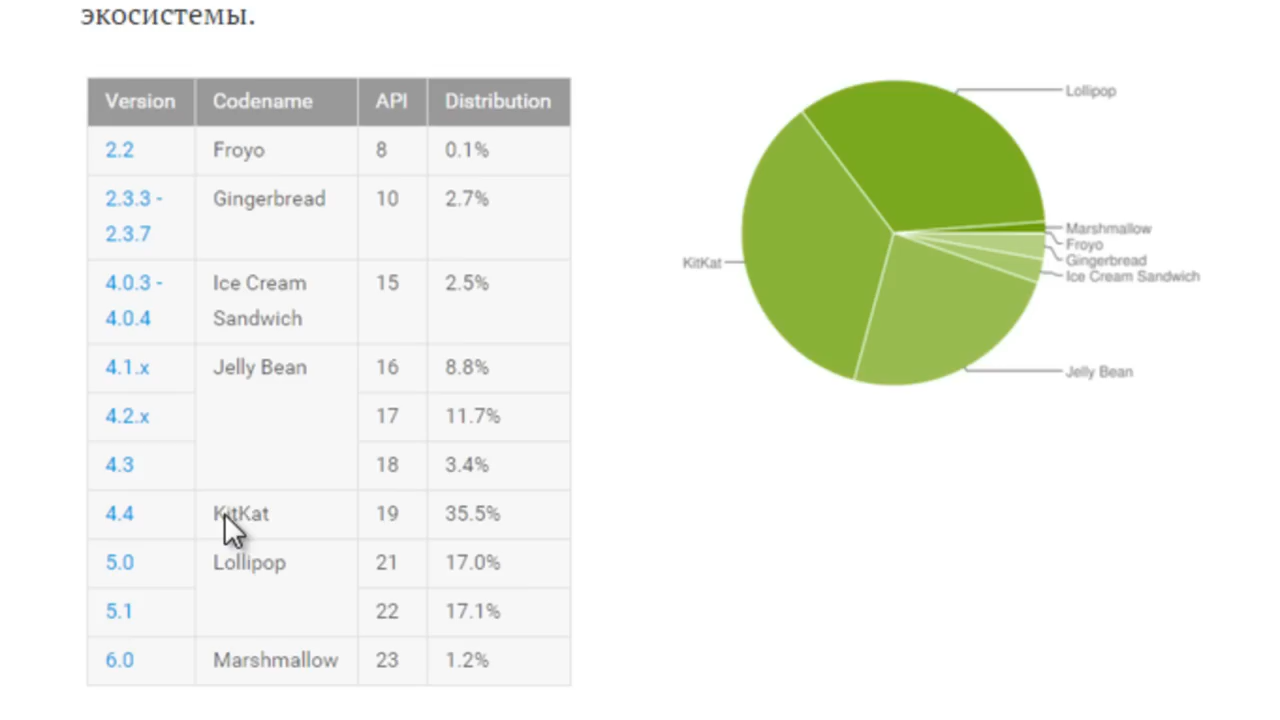 экосистемы.
Version Codename API Distribution
2.2 Froyo 8 0.1%
2.3.3 - Gingerbread 10 2.7%
2.3.7
4.0.3 - Ice Cream 15 2.5%
4.0.4 Sandwich
4.1.x Jelly Bean 16 8.8%
4.2.x 17 11.7%
4.3 18 3.4%
4.4 KitKat 19 35.5%
5.0 Lollipop 21 17.0%
5.1 22 17.1%
6.0 Marshmallow 23 1.2%
Lollipop
Marshmallow
Froyo
Gingerbread
KitKat
Ice Cream Sandwich
Jelly Bean